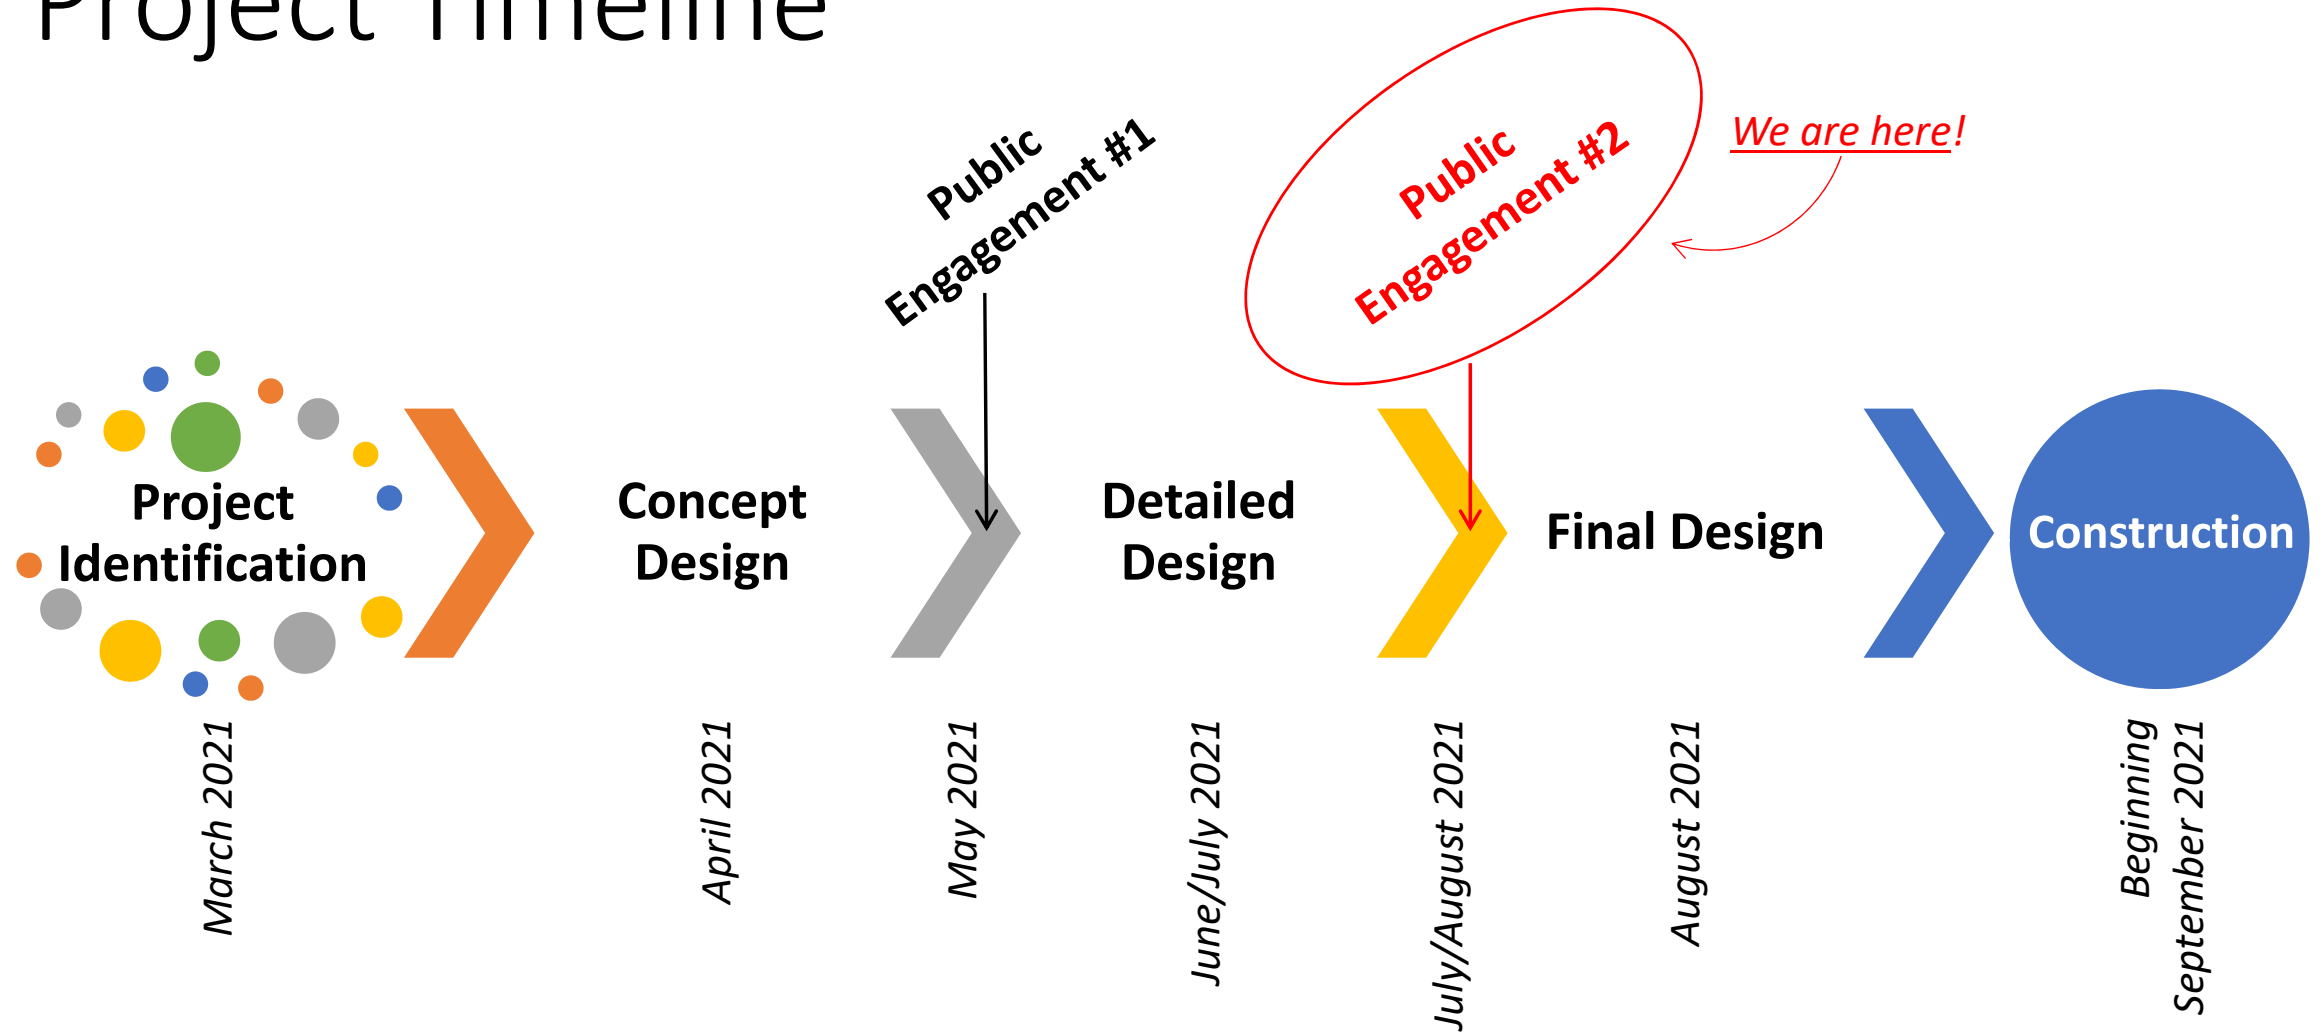 Project Timeline
Public
Engagement #1
Public
Engagement #2
We are here!
Project
Identification
Concept
Design
Detailed
Design
Final Design
Construction
March 2021
April 2021
May 2021
June/July 2021
July/August 2021
August 2021
Beginning
September 2021